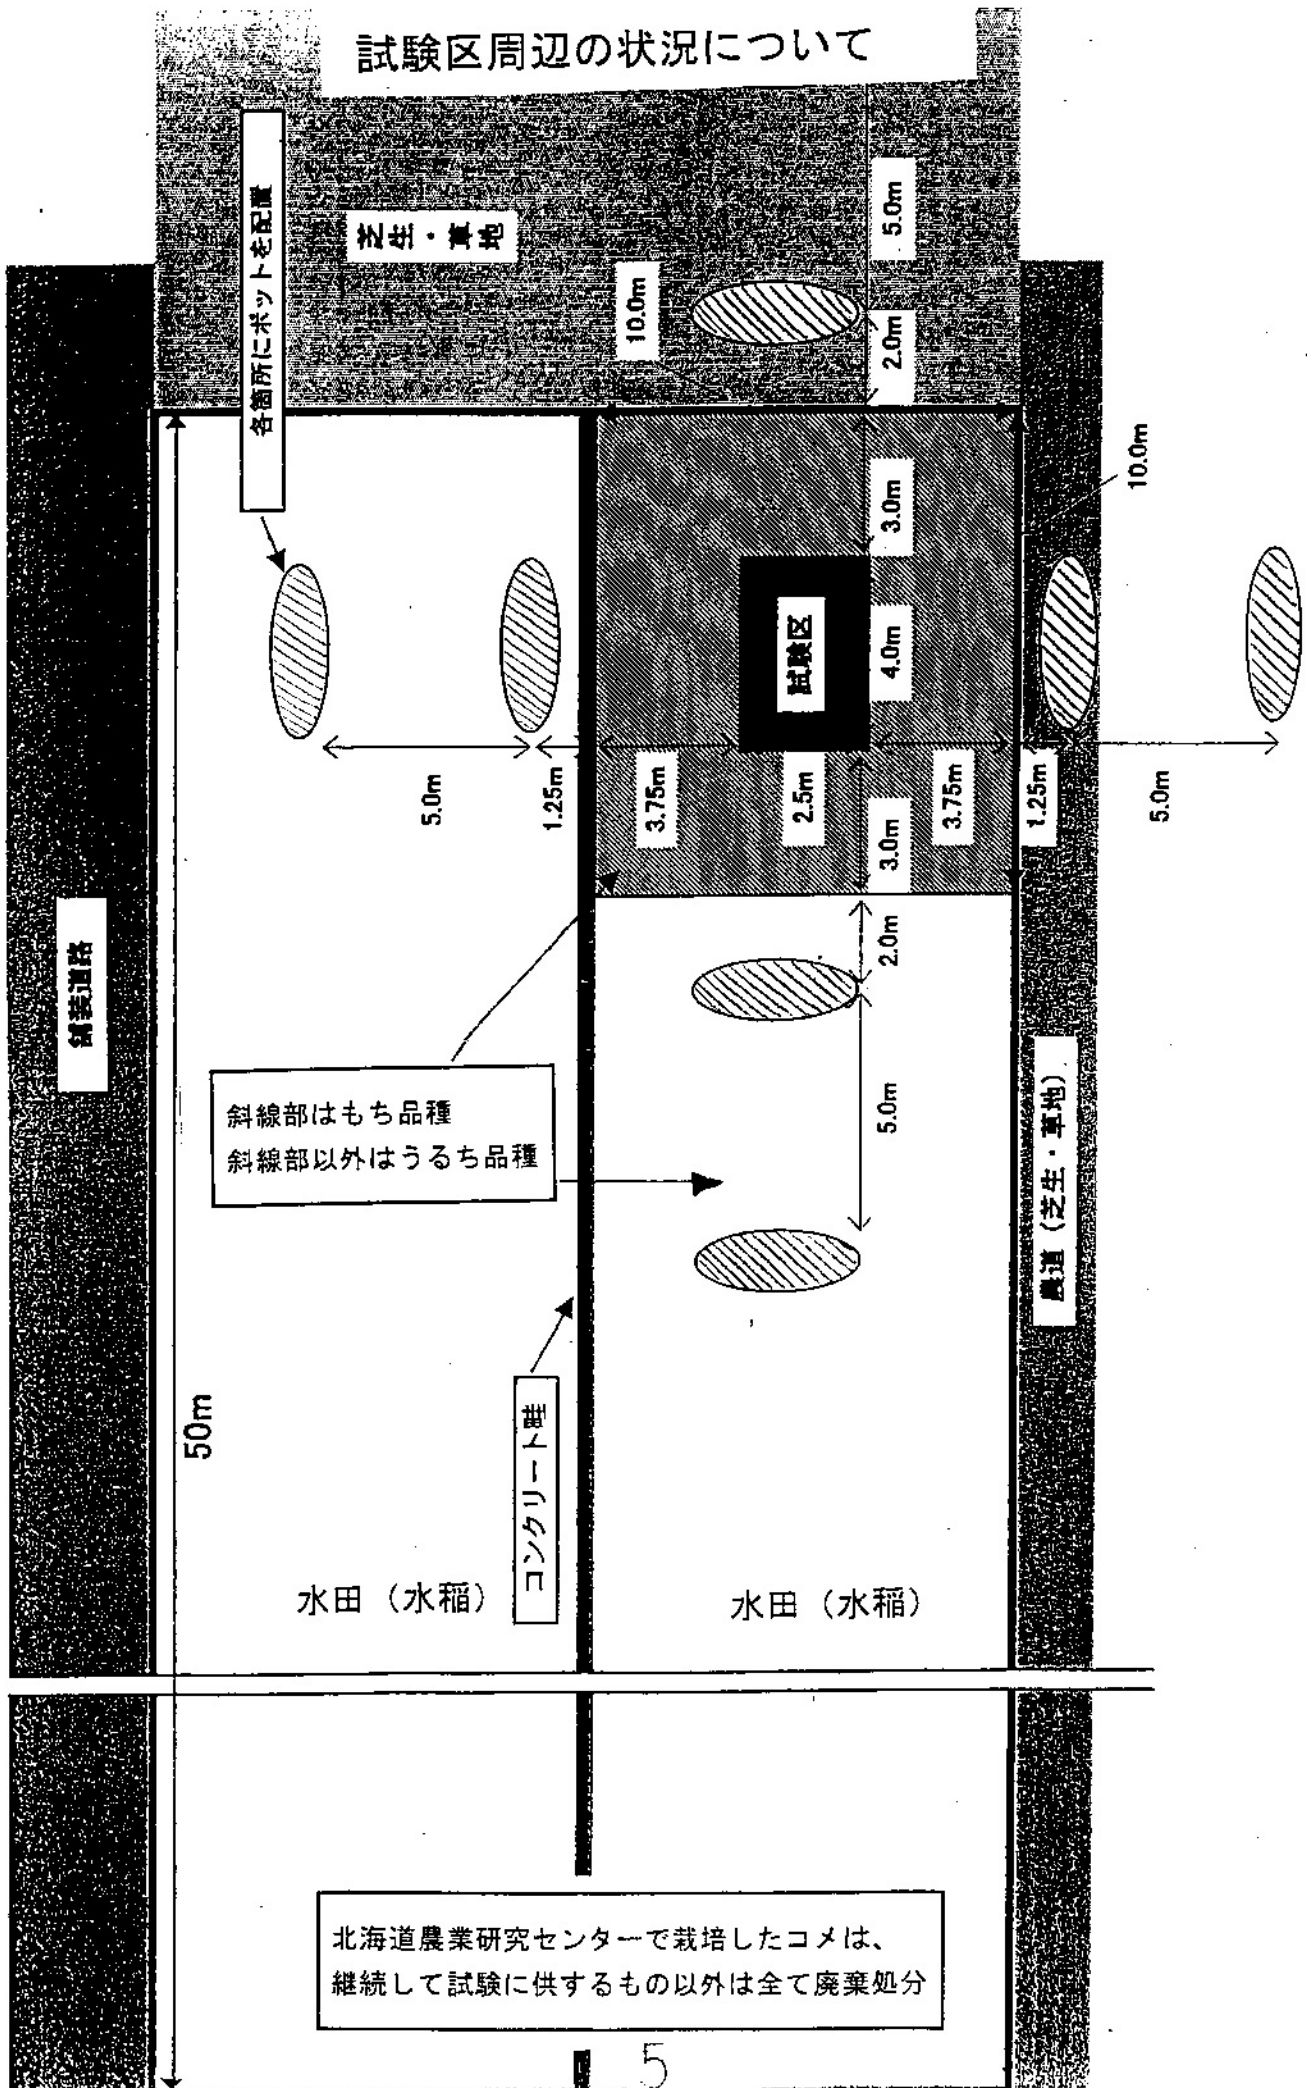 試験区周辺の状況について
各箇所にポットを配置
芝生・草地
5.0m
10.0m
2.0m
10.0m
3.0m
試験区
4.0m
5.0m
1.25m
3.75m
2.5m
3.0m
3.75m
1.25m
5.0m
舗装道路
2.0m
斜線部はもち品種
斜線部以外はうるち品種
5.0m
農道（芝生・草地）
50m
コンクリート畦
水田（水稲）
水田（水稲）
北海道農業研究センターで栽培したコメは、
継続して試験に供するもの以外は全て廃棄処分
5